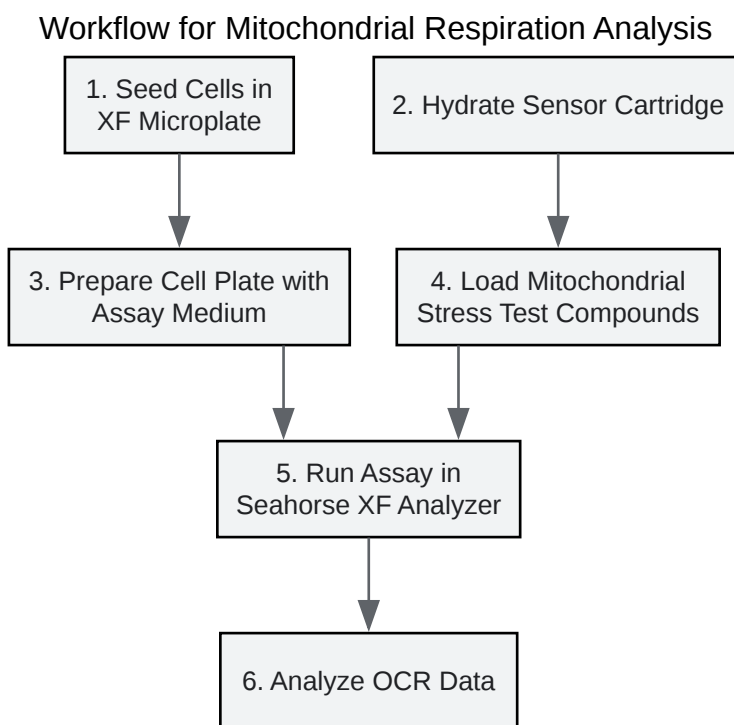 Workflow for Mitochondrial Respiration Analysis
1. Seed Cells in
XF Microplate
2. Hydrate Sensor Cartridge
3. Prepare Cell Plate with
Assay Medium
4. Load Mitochondrial
Stress Test Compounds
5. Run Assay in
Seahorse XF Analyzer
6. Analyze OCR Data